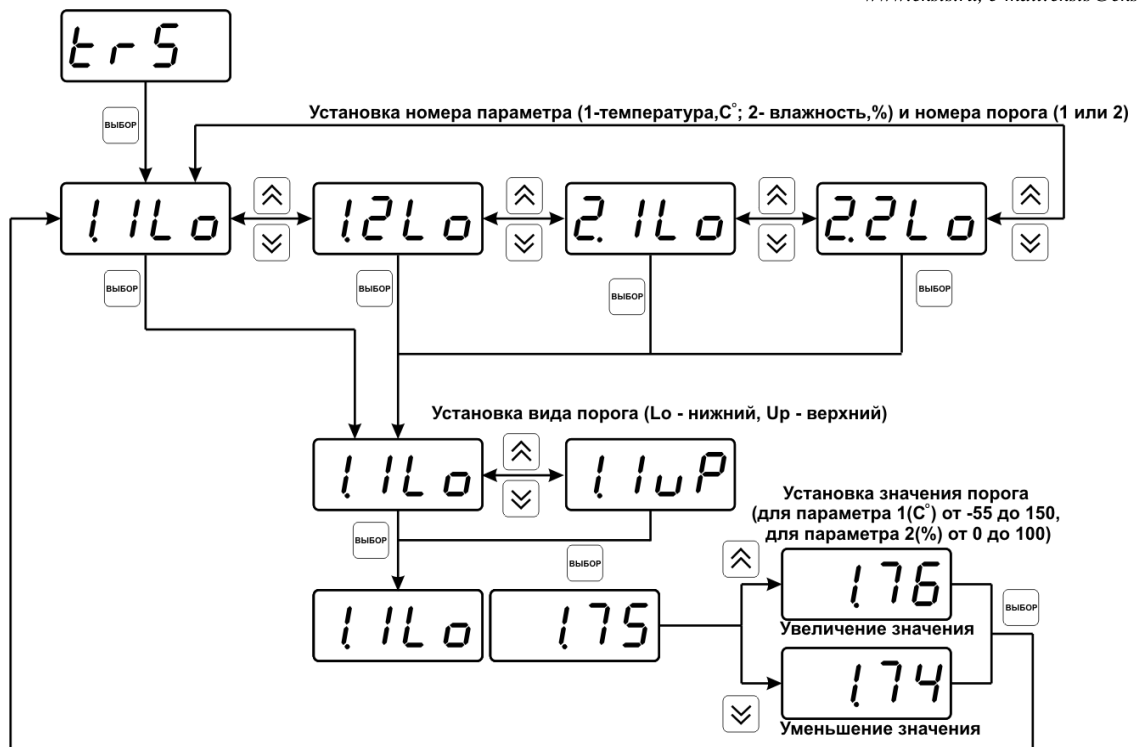 trS
ВЫБОР
Установка номера параметра (1-температура,С°; 2- влажность,%) и номера порога (1 или 2)
1.1Lo
1.2Lo
2.1Lo
2.2Lo
ВЫБОР
ВЫБОР
ВЫБОР
ВЫБОР
Установка вида порога (Lo - нижний, Up - верхний)
1.1Lo
1.1uP
Установка значения порога
(для параметра 1(С°) от -55 до 150,
для параметра 2(%) от 0 до 100)
ВЫБОР
ВЫБОР
1.1Lo
1.75
1.76
ВЫБОР
Увеличение значения
1.74
Уменьшение значения